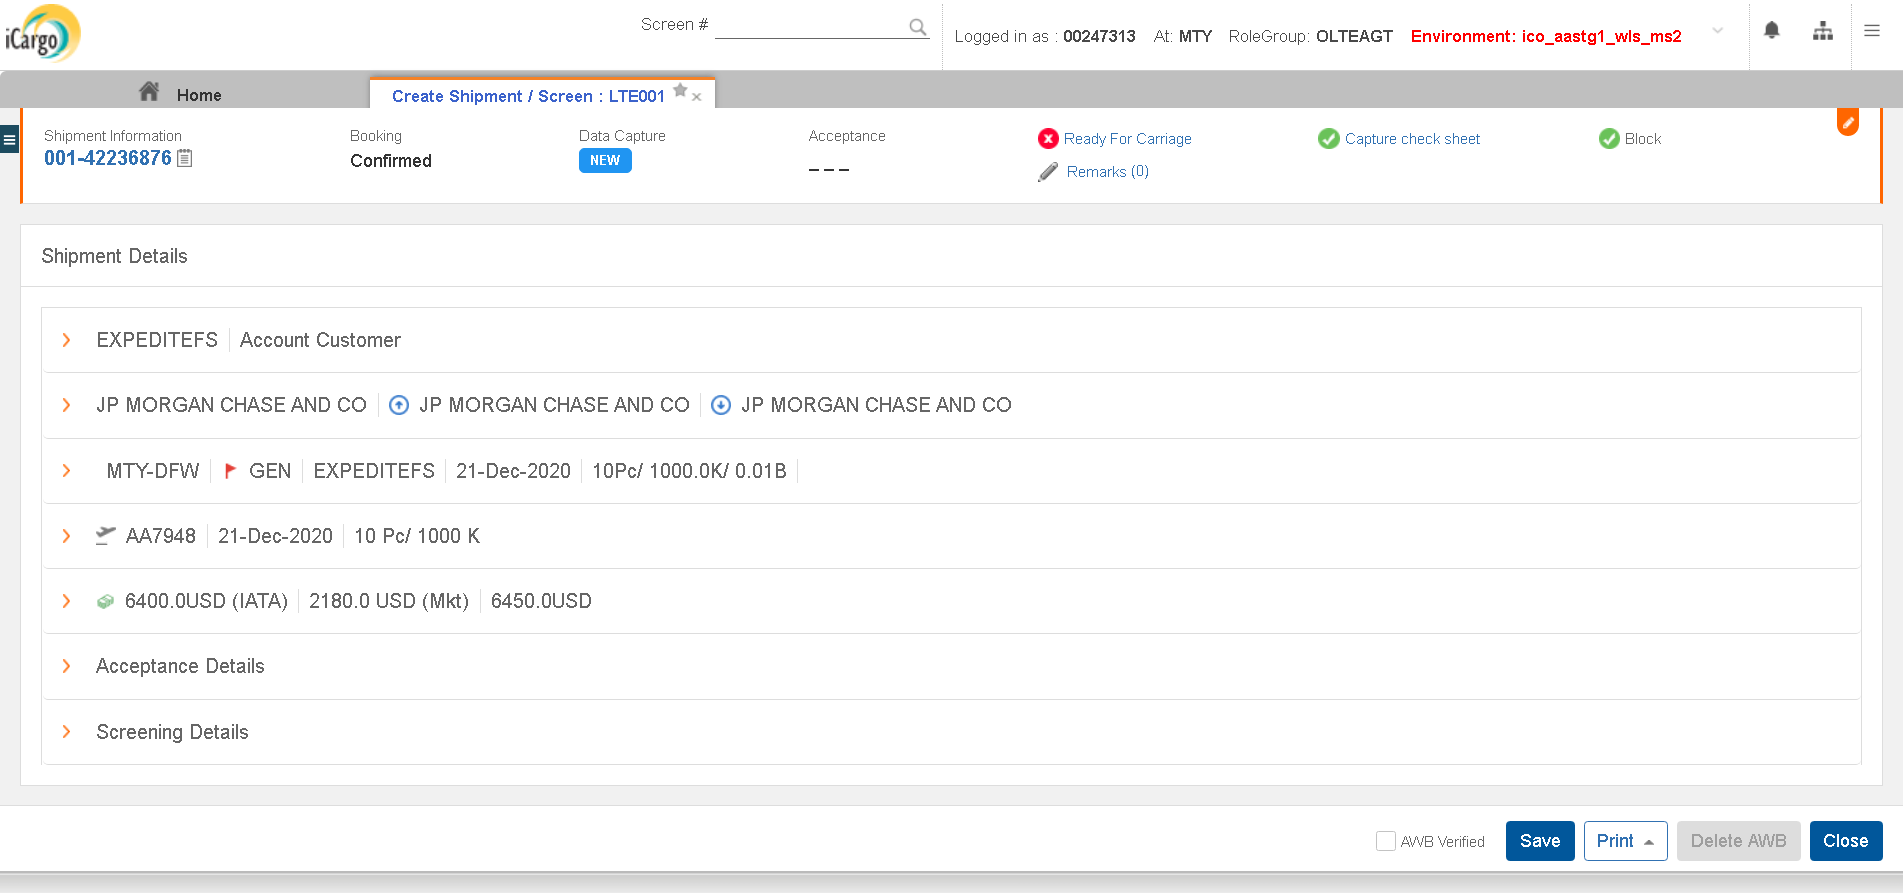 iCargo
Screen #
Logged in as : 00247313 At: MTY RoleGroup: OLTEAGT Environment: ico_aastg1_wls_ms2
Home
Create Shipment / Screen : LTE001
Shipment Information
001-42236876
Booking
Confirmed
Data Capture
NEW
Acceptance
– – –
Ready For Carriage
Remarks (0)
Capture check sheet
Block
Shipment Details
EXPEDITEFS Account Customer
JP MORGAN CHASE AND CO JP MORGAN CHASE AND CO JP MORGAN CHASE AND CO
MTY-DFW GEN EXPEDITEFS 21-Dec-2020 10Pc/ 1000.0K/ 0.01B
AA7948 21-Dec-2020 10 Pc/ 1000 K
6400.0USD (IATA) 2180.0 USD (Mkt) 6450.0USD
Acceptance Details
Screening Details
AWB Verified Save Print Delete AWB Close